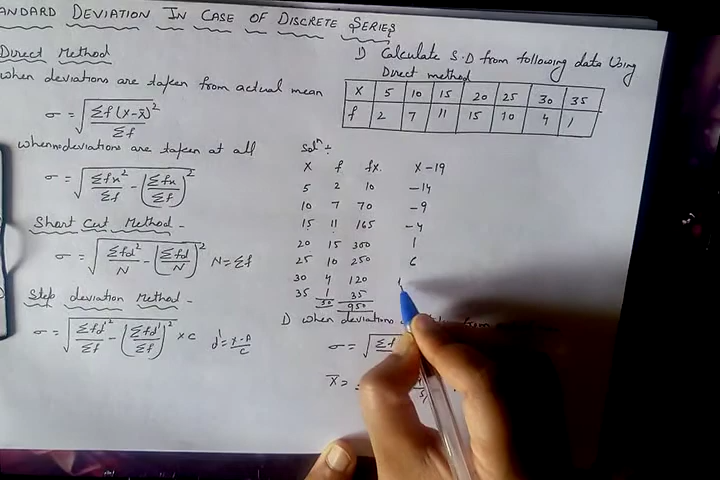 ANDARD DEVIATION IN CASE OF DISCRETE SERIES
Direct Method
when deviations are taken from actual mean
σ = √(Σf(x-x̄)²/Σf)
when no deviations are taken at all
σ = √(Σfx²/Σf - (Σfx/Σf)²)
Short Cut Method -
σ = √(Σfd²/N - (Σfd/N)²) N=Σf
Step deviation Method -
σ = √(Σfd'²/Σf - (Σfd'/Σf)²) × C d' = x-A/C
1) Calculate S.D from following data Using
Direct method
X 5 10 15 20 25 30 35
f 2 7 11 15 10 4 1
Solⁿ ÷
X f fx. X-19
5 2 10 -14
10 7 70 -9
15 11 165 -4
20 15 300 1
25 10 250 6
30 4 120 1
35 1 35
50 950
1) when deviations
σ = √(Σf
x̄ =